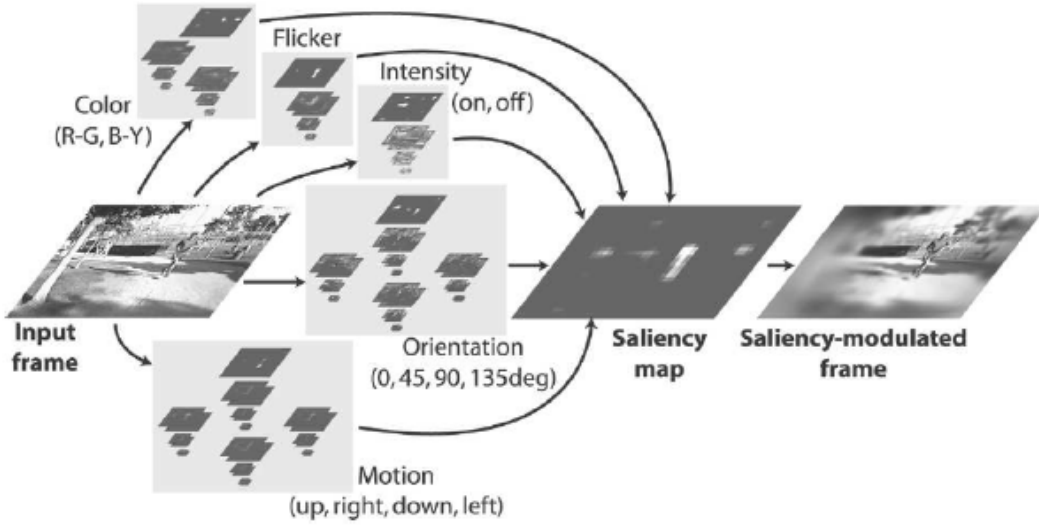 Flicker
Intensity
(on, off)
Color
(R-G, B-Y)
Input
frame
Orientation
(0, 45, 90, 135deg)
Saliency
map
Saliency-modulated
frame
Motion
(up, right, down, left)